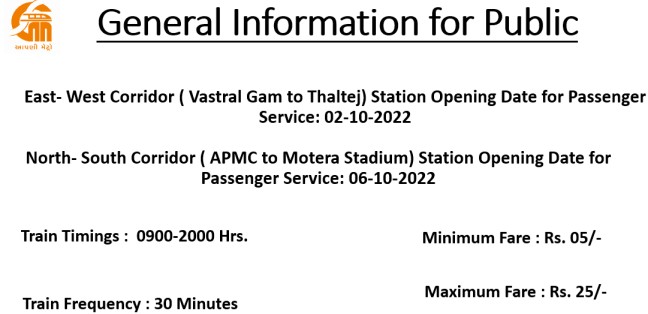 General Information for Public
આપણી મેટ્રો
East- West Corridor ( Vastral Gam to Thaltej) Station Opening Date for Passenger
Service: 02-10-2022
North- South Corridor ( APMC to Motera Stadium) Station Opening Date for
Passenger Service: 06-10-2022
Train Timings :  0900-2000 Hrs.
Minimum Fare : Rs. 05/-
Maximum Fare : Rs. 25/-
Train Frequency : 30 Minutes